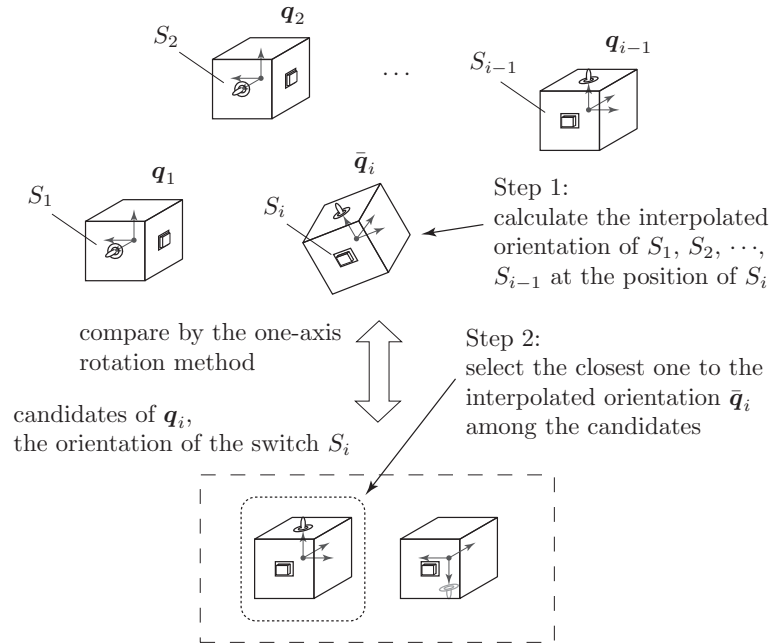 q₂
S₂
...
qᵢ₋₁
Sᵢ₋₁
q₁
S₁
q̄ᵢ
Sᵢ
Step 1:
calculate the interpolated
orientation of S₁, S₂, ⋯,
Sᵢ₋₁ at the position of Sᵢ
compare by the one-axis
rotation method
Step 2:
select the closest one to the
interpolated orientation q̄ᵢ
among the candidates
candidates of qᵢ,
the orientation of the switch Sᵢ